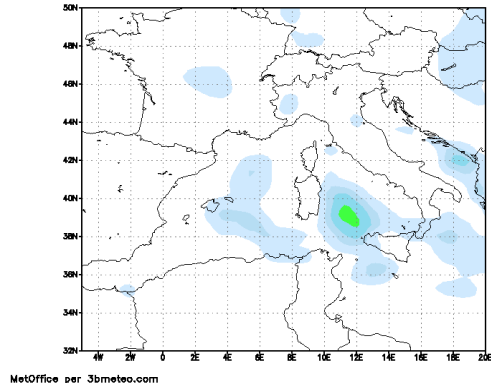 50N
48N
46N
44N
42N
40N
38N
36N
34N
32N
4W 2W 0 2E 4E 6E 8E 10E 12E 14E 16E 18E 20E
MetOffice per 3bmeteo.com